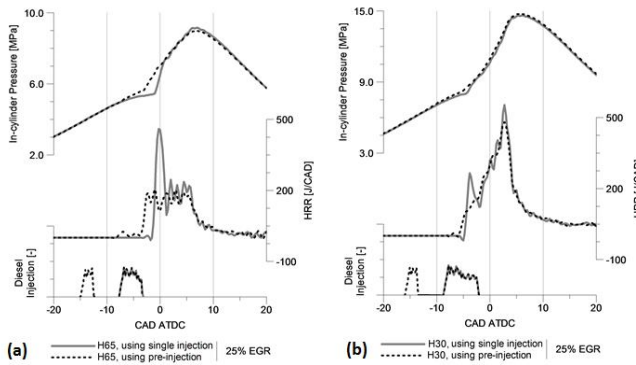 10.0
In-cylinder Pressure [MPa]
6.0
2.0
500
200
-100
HRR [J/CAD]
Diesel
Injection [-]
-20 -10 0 10 20
CAD ATDC
(a)
H65, using single injection
H65, using pre-injection
25% EGR
15.0
In-cylinder Pressure [MPa]
9.0
3.0
500
200
-100
HRR [J/CAD]
Diesel
Injection [-]
-20 -10 0 10 20
CAD ATDC
(b)
H30, using single injection
H30, using pre-injection
25% EGR